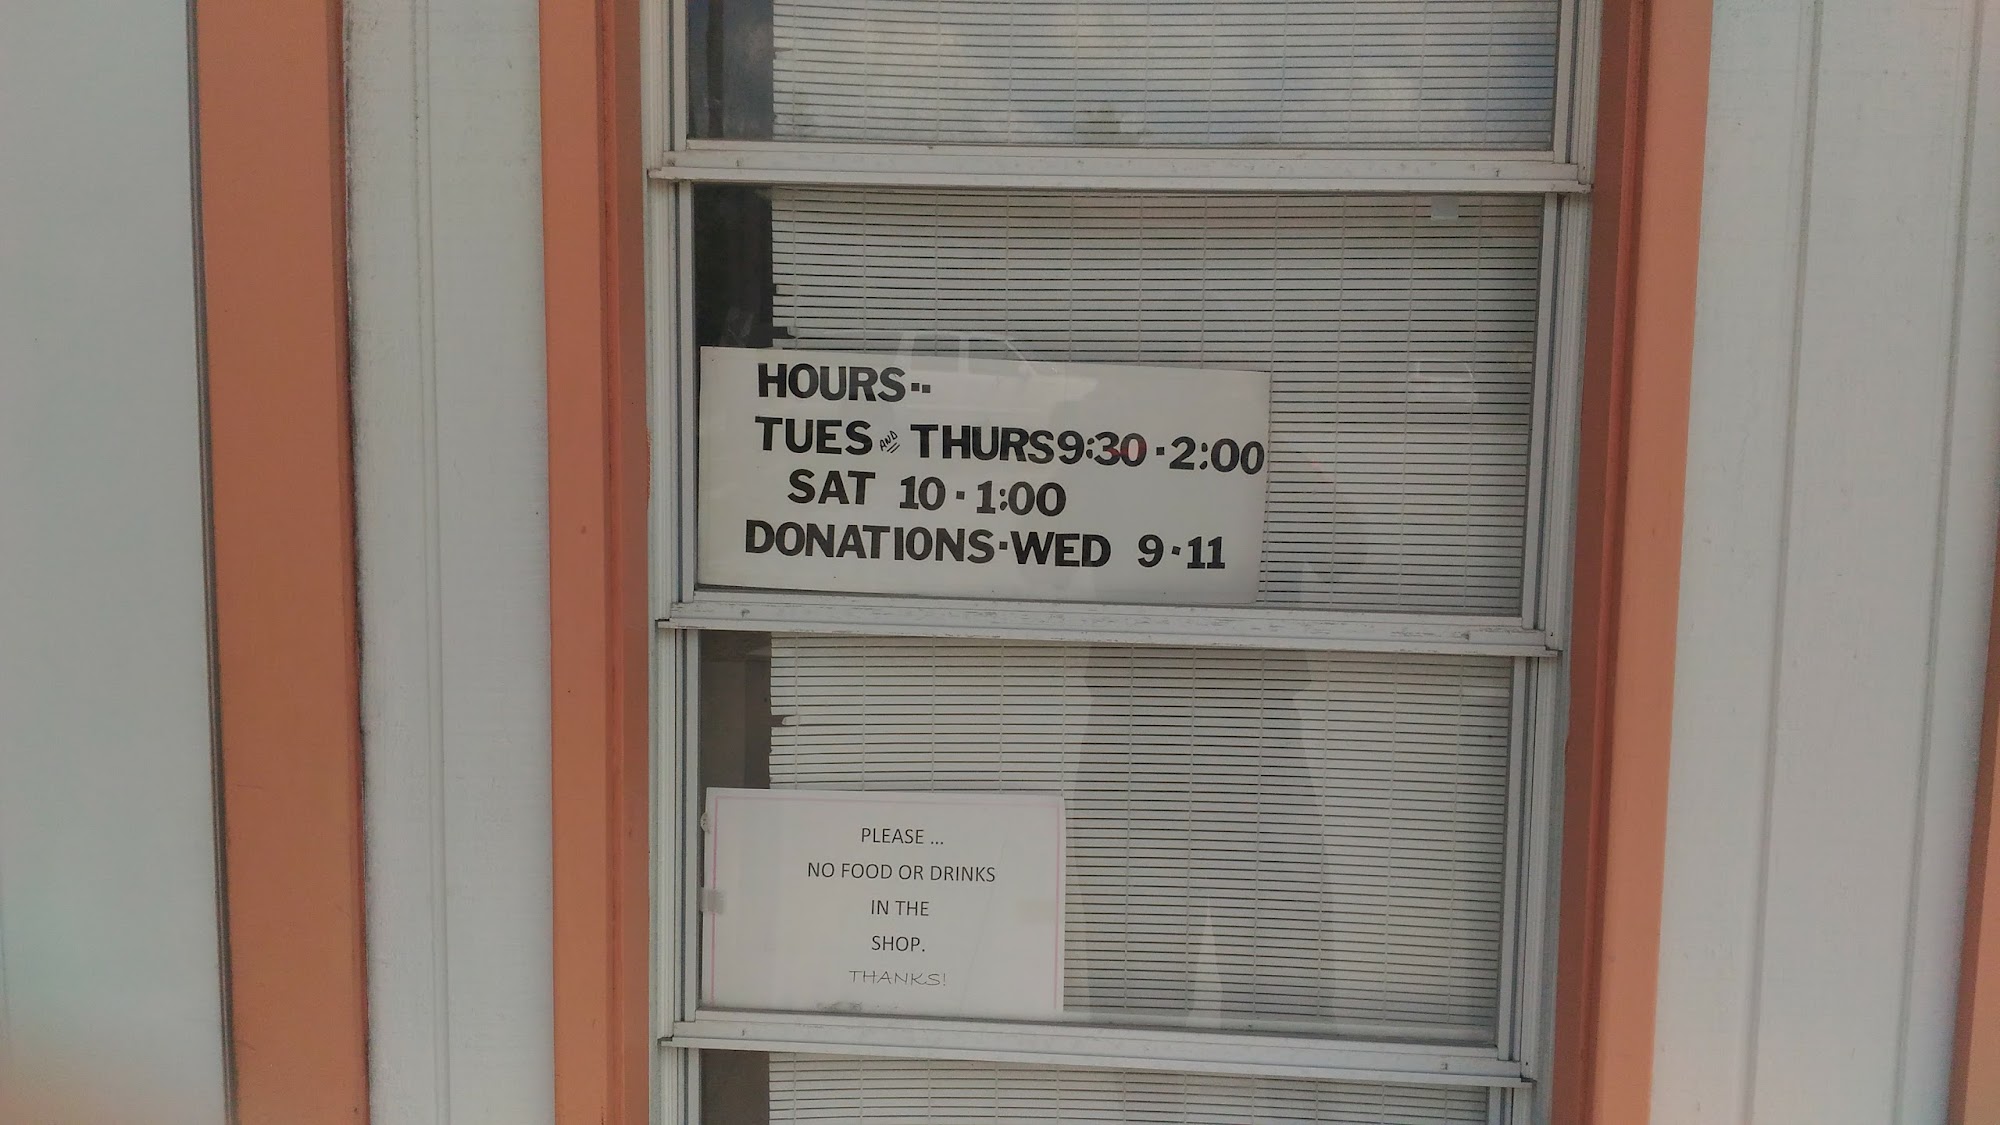 HOURS--
TUES AND THURS 9:30 - 2:00
SAT 10 - 1:00
DONATIONS - WED 9 - 11
PLEASE ...
NO FOOD OR DRINKS
IN THE
SHOP.
THANKS!